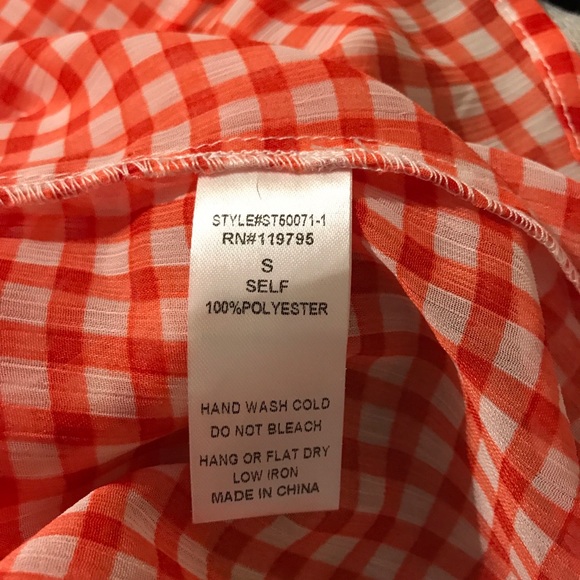 STYLE#ST50071-1
RN#119795
S
SELF
100%POLYESTER
HAND WASH COLD
DO NOT BLEACH
HANG OR FLAT DRY
LOW IRON
MADE IN CHINA